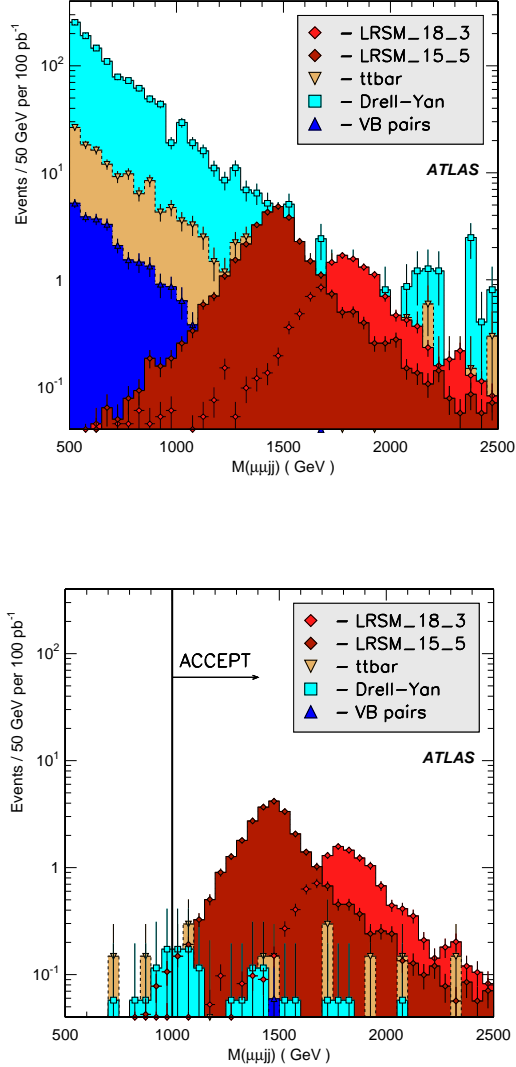 Events / 50 GeV per 100 pb⁻¹
10²
10
1
10⁻¹
– LRSM_18_3
– LRSM_15_5
– ttbar
– Drell–Yan
– VB pairs
ATLAS
500 1000 1500 2000 2500
M(μμjj) ( GeV )
Events / 50 GeV per 100 pb⁻¹
10²
10
1
10⁻¹
ACCEPT
– LRSM_18_3
– LRSM_15_5
– ttbar
– Drell–Yan
– VB pairs
ATLAS
500 1000 1500 2000 2500
M(μμjj) ( GeV )